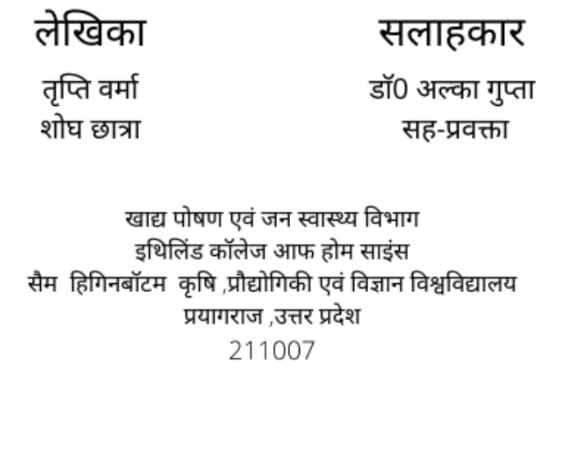 लेखिका
तृप्ति वर्मा
शोघ छात्रा
सलाहकार
डॉ0 अल्का गुप्ता
सह-प्रवक्ता
खाद्य पोषण एवं जन स्वास्थ्य विभाग
इथिलिंड कॉलेज आफ होम साइंस
सैम हिगिनबॉटम कृषि ,प्रौद्योगिकी एवं विज्ञान विश्वविद्यालय
प्रयागराज ,उत्तर प्रदेश
211007